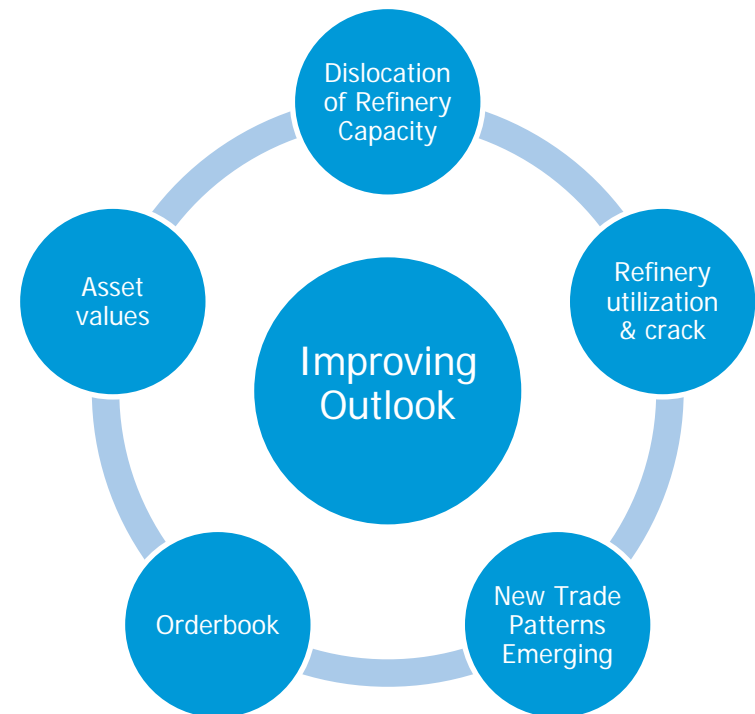 Dislocation
of Refinery
Capacity
Refinery
utilization
& crack
New Trade
Patterns
Emerging
Orderbook
Asset
values
Improving
Outlook